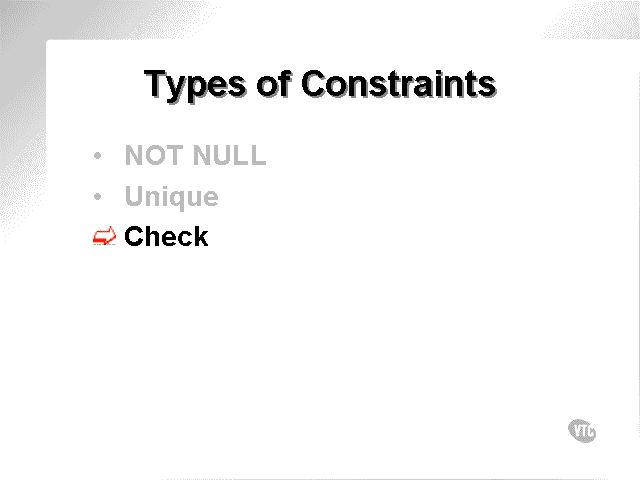 Types of Constraints
• NOT NULL
• Unique
Check
VTC